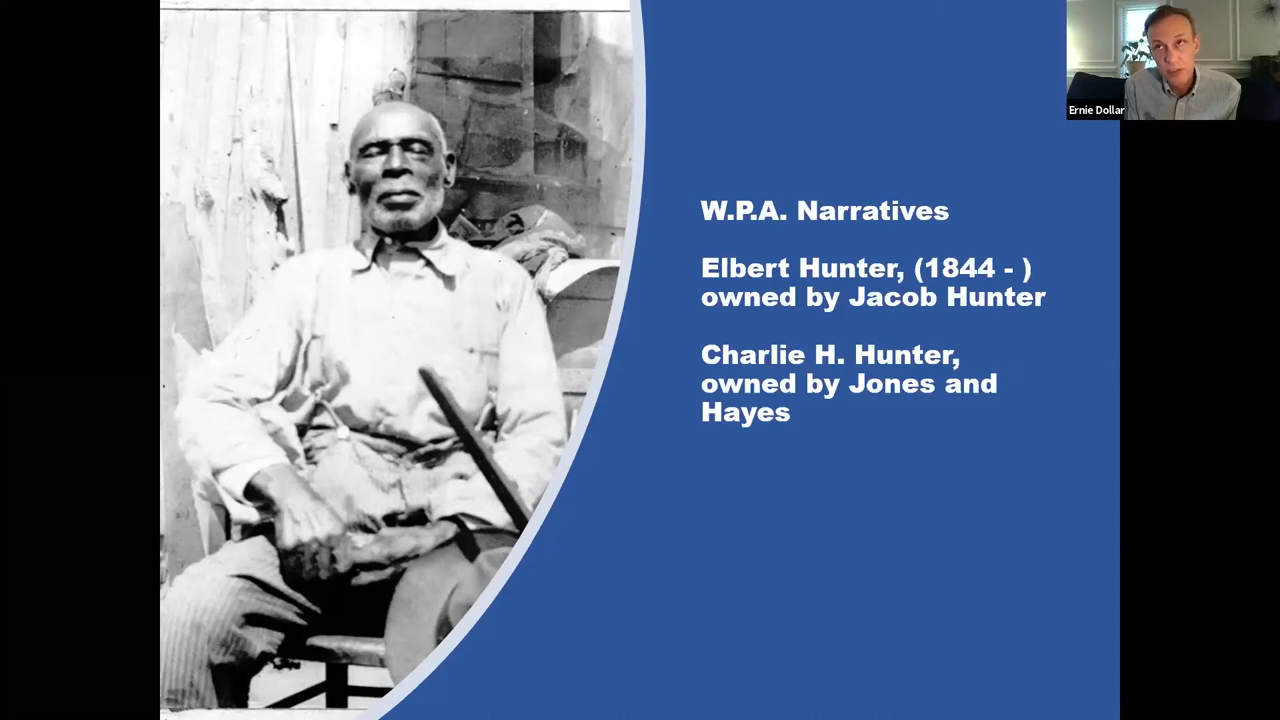 W.P.A. Narratives
Elbert Hunter, (1844 - )
owned by Jacob Hunter
Charlie H. Hunter,
owned by Jones and
Hayes
Ernie Dollar